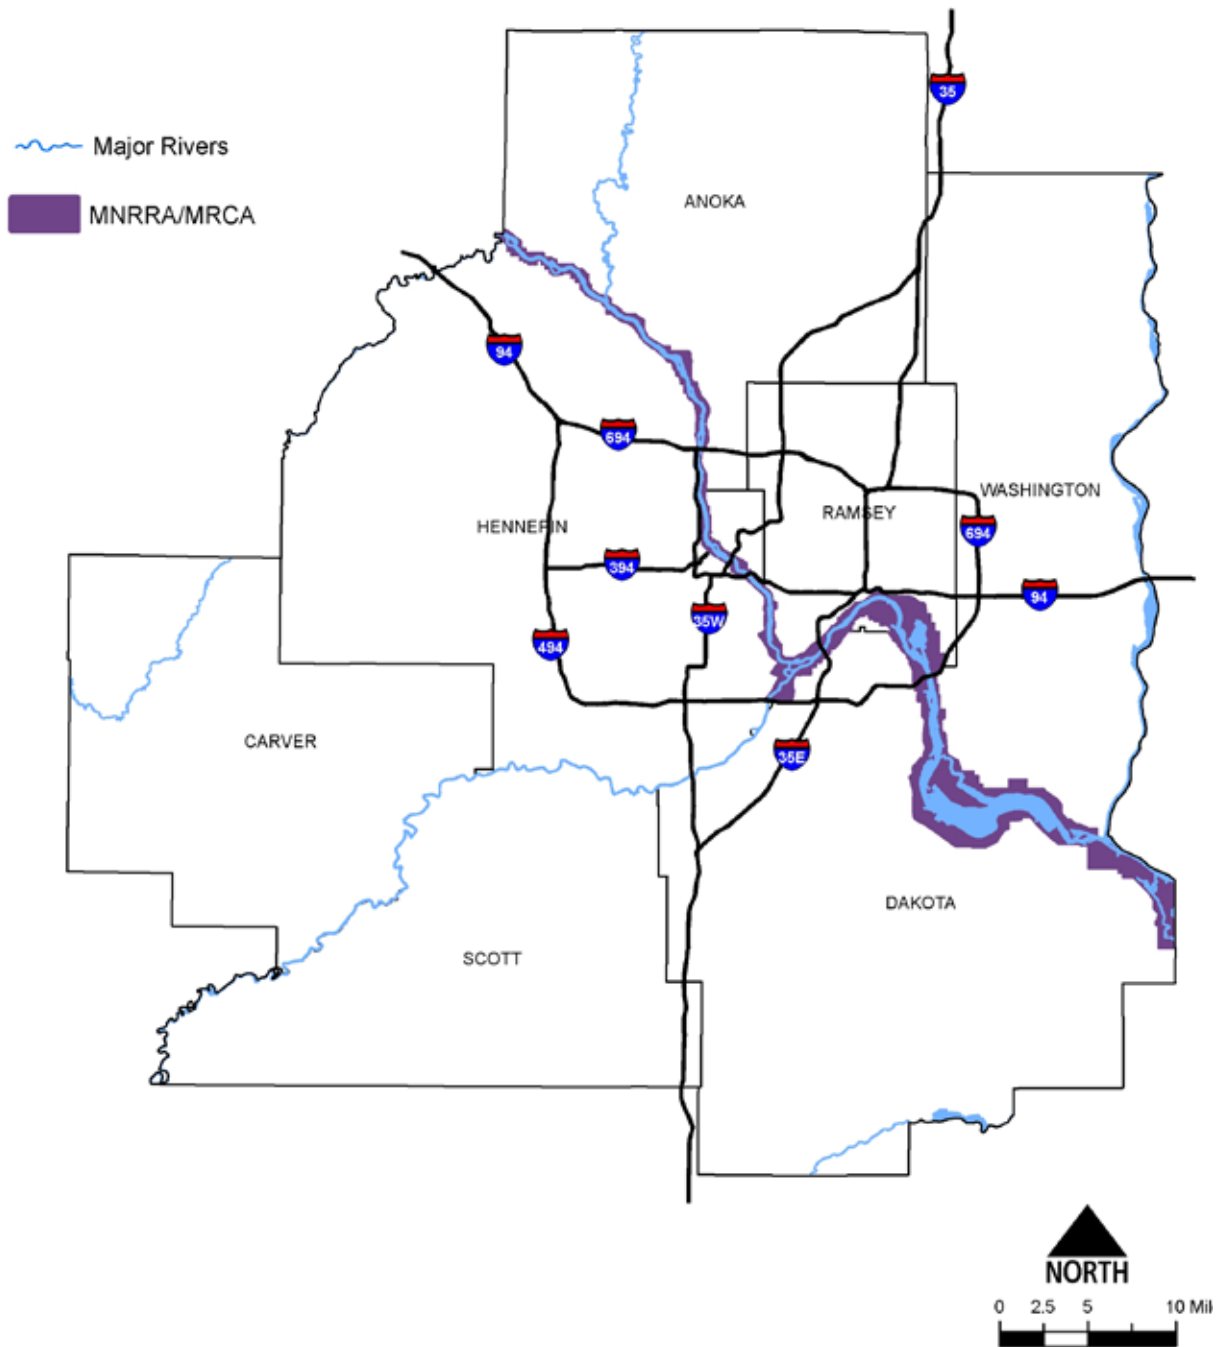 35
Major Rivers
ANOKA
MNRRA/MRCA
94
694
WASHINGTON
RAMSEY
HENNEPIN
694
394
94
35W
494
CARVER
35E
DAKOTA
SCOTT
NORTH
0 2.5 5 10 Mil